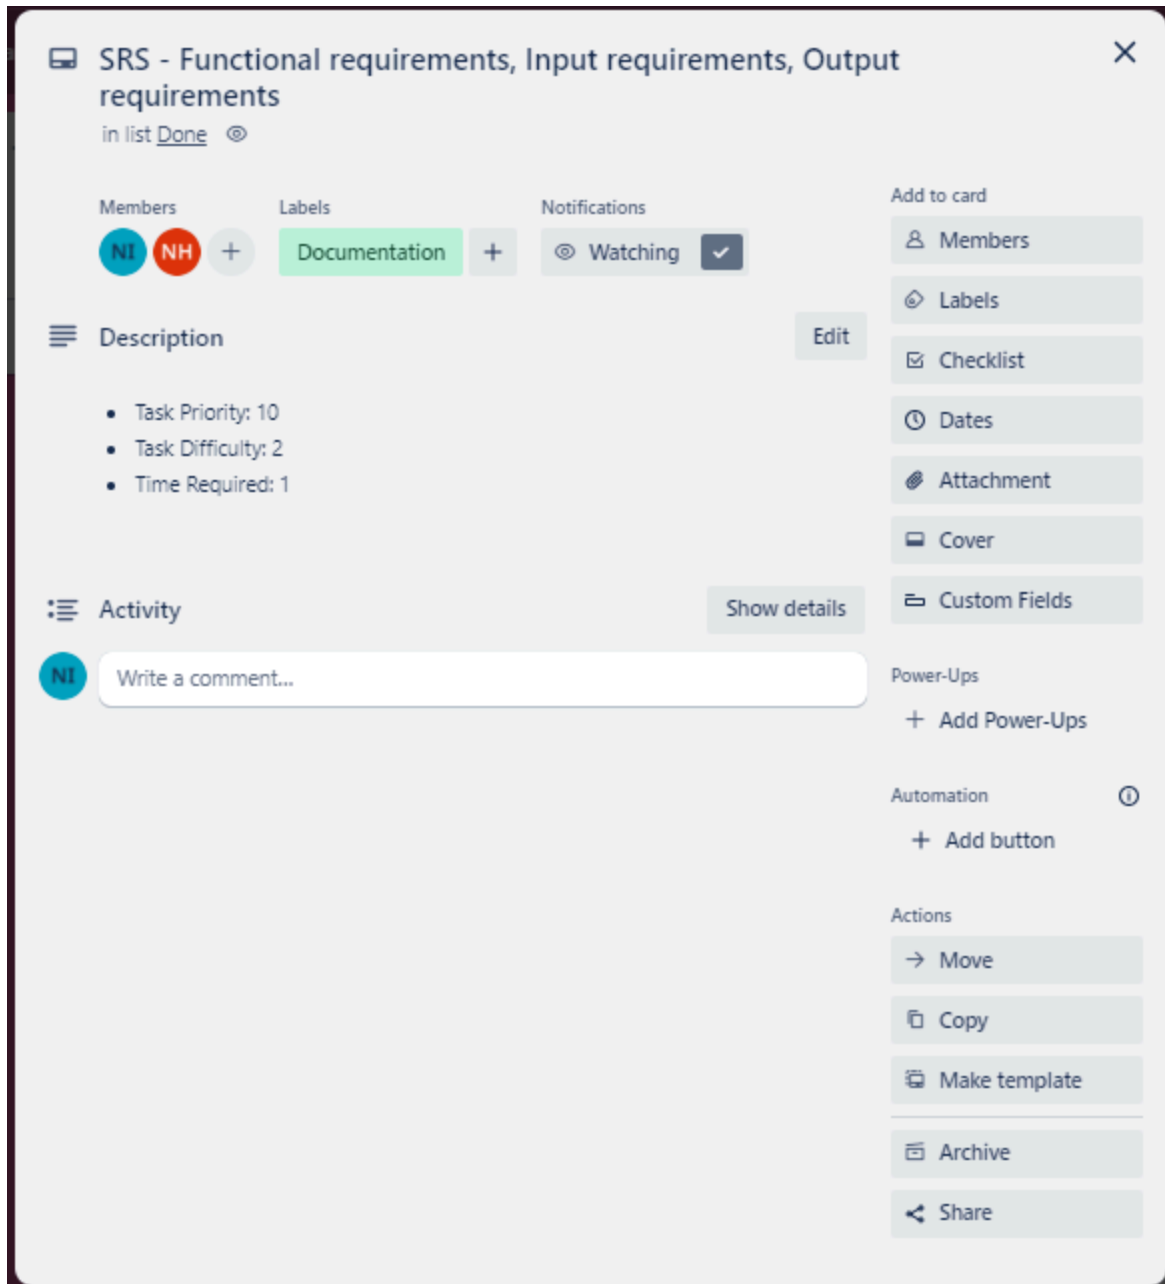 SRS - Functional requirements, Input requirements, Output
requirements
in list Done
Members
NI NH
Labels
Documentation
Notifications
Watching
Description
Edit
Task Priority: 10
Task Difficulty: 2
Time Required: 1
Activity
Show details
NI
Write a comment...
Add to card
Members
Labels
Checklist
Dates
Attachment
Cover
Custom Fields
Power-Ups
+ Add Power-Ups
Automation
+ Add button
Actions
Move
Copy
Make template
Archive
Share